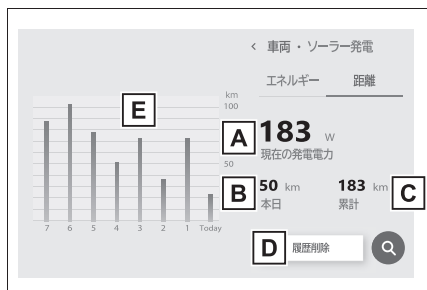 < 車両・ソーラー発電
エネルギー 距離
km
100
E
A 183 W
現在の発電電力
50
B 50 km 183 km C
本日 累計
7 6 5 4 3 2 1 Today
D 履歴削除